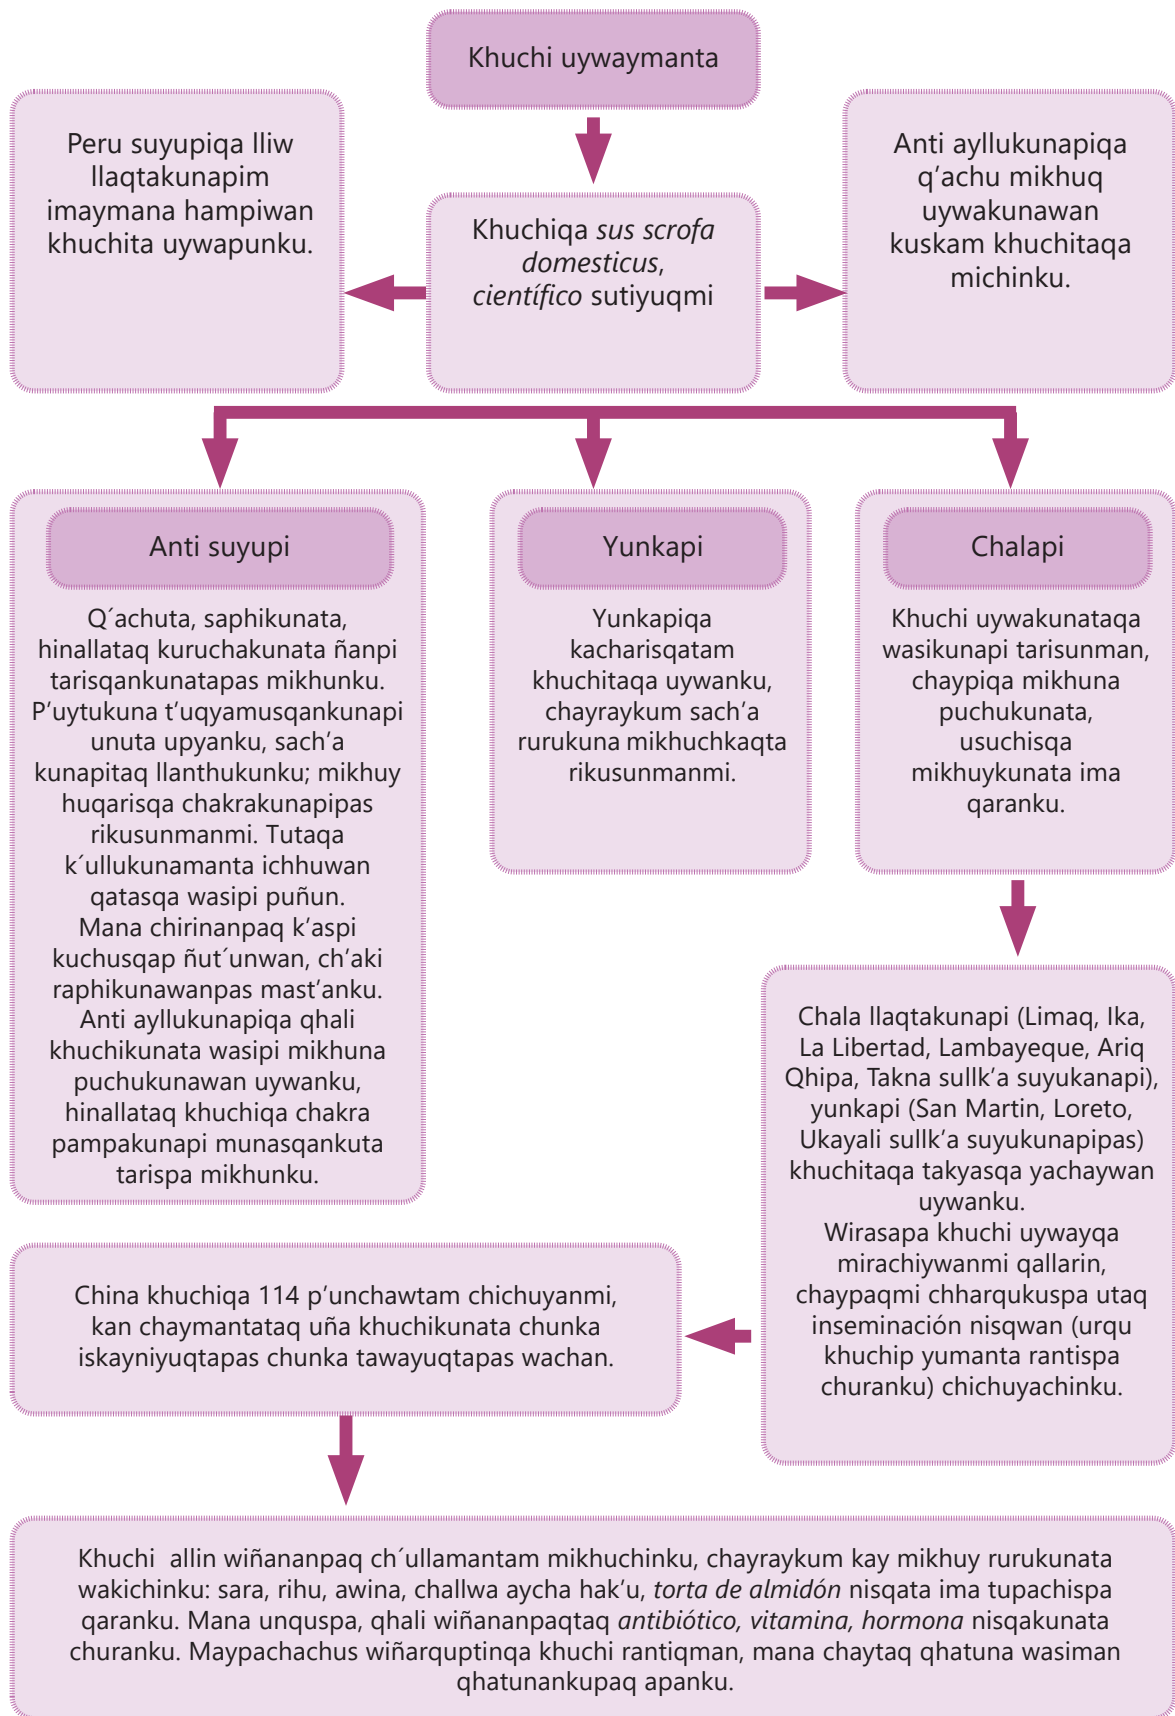 Khuchi uywaymanta
Peru suyupiqa lliw
llaqtakunapim
imaymana hampiwan
khuchita uywapunku.
Khuchiqa sus scrofa
domesticus,
científico sutiyuqmi
Anti ayllukunapiqa
q'achu mikhuq
uywakunawan
kuskam khuchitaqa
michinku.
Anti suyupi
Q´achuta, saphikunata,
hinallataq kuruchakunata ñanpi
tarisqankunatapas mikhunku.
P'uytukuna t'uqyamusqankunapi
unuta upyanku, sach'a
kunapitaq llanthukunku; mikhuy
huqarisqa chakrakunapipas
rikusunmanmi. Tutaqa
k´ullukunamanta ichhuwan
qatasqa wasipi puñun.
Mana chirinanpaq k'aspi
kuchusqap ñut´unwan, ch'aki
raphikunawanpas mast'anku.
Anti ayllukunapiqa qhali
khuchikunata wasipi mikhuna
puchukunawan uywanku,
hinallataq khuchiqa chakra
pampakunapi munasqankuta
tarispa mikhunku.
Yunkapi
Yunkapiqa
kacharisqatam
khuchitaqa uywanku,
chayraykum sach'a
rurukuna mikhuchkaqta
rikusunmanmi.
Chalapi
Khuchi uywakunataqa
wasikunapi tarisunman,
chaypiqa mikhuna
puchukunata,
usuchisqa
mikhuykunata ima
qaranku.
Chala llaqtakunapi (Limaq, Ika,
La Libertad, Lambayeque, Ariq
Qhipa, Takna sullk'a suyukanapi),
yunkapi (San Martin, Loreto,
Ukayali sullk'a suyukunapipas)
khuchitaqa takyasqa yachaywan
uywanku.
Wirasapa khuchi uywayqa
mirachiywanmi qallarin,
chaypaqmi chharqukuspa utaq
inseminación nisqwan (urqu
khuchip yumanta rantispa
churanku) chichuyachinku.
China khuchiqa 114 p'unchawtam chichuyanmi,
kan chaymantataq uña khuchikunata chunka
iskayniyuqtapas chunka tawayuqtapas wachan.
Khuchi allin wiñananpaq ch´ullamantam mikhuchinku, chayraykum kay mikhuy rurukunata
wakichinku: sara, rihu, awina, challwa aycha hak'u, torta de almidón nisqata ima tupachispa
qaranku. Mana unquspa, qhali wiñananpaqtaq antibiótico, vitamina, hormona nisqakunata
churanku. Maypachachus wiñarquptinqa khuchi rantiqman, mana chaytaq qhatuna wasiman
qhatunankupaq apanku.